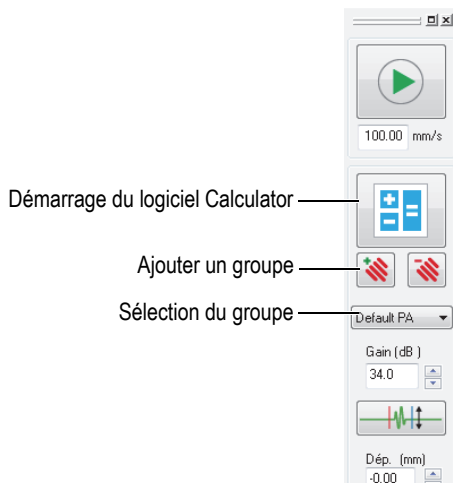 100.00 mm/s
Démarrage du logiciel Calculator
Ajouter un groupe
Sélection du groupe
Default PA
Gain (dB )
34.0
Dép. (mm)
-0.00